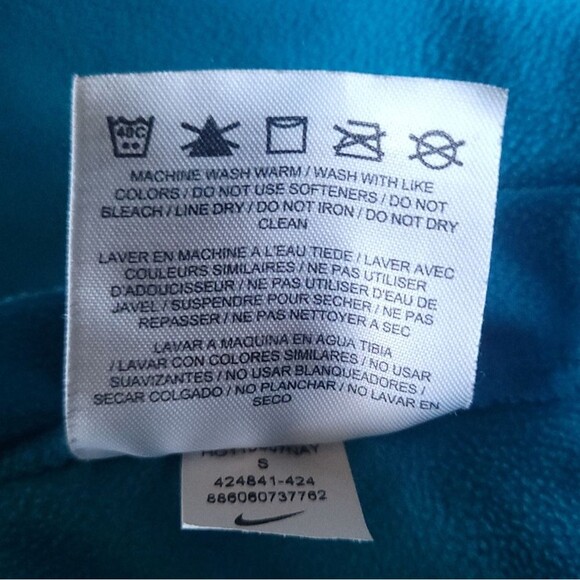 40C
MACHINE WASH WARM / WASH WITH LIKE
COLORS / DO NOT USE SOFTENERS / DO NOT
BLEACH / LINE DRY / DO NOT IRON / DO NOT DRY
CLEAN
LAVER EN MACHINE A L'EAU TIEDE / LAVER AVEC
COULEURS SIMILAIRES / NE PAS UTILISER
D'ADOUCISSEUR / NE PAS UTILISER D'EAU DE
JAVEL / SUSPENDRE POUR SECHER / NE PAS
REPASSER / NE PAS NETTOYER A SEC
LAVAR A MAQUINA EN AGUA TIBIA
/ LAVAR CON COLORES SIMILARES / NO USAR
SUAVIZANTES / NO USAR BLANQUEADORES /
SECAR COLGADO / NO PLANCHAR / NO LAVAR EN
SECO
S
424841-424
886060737762